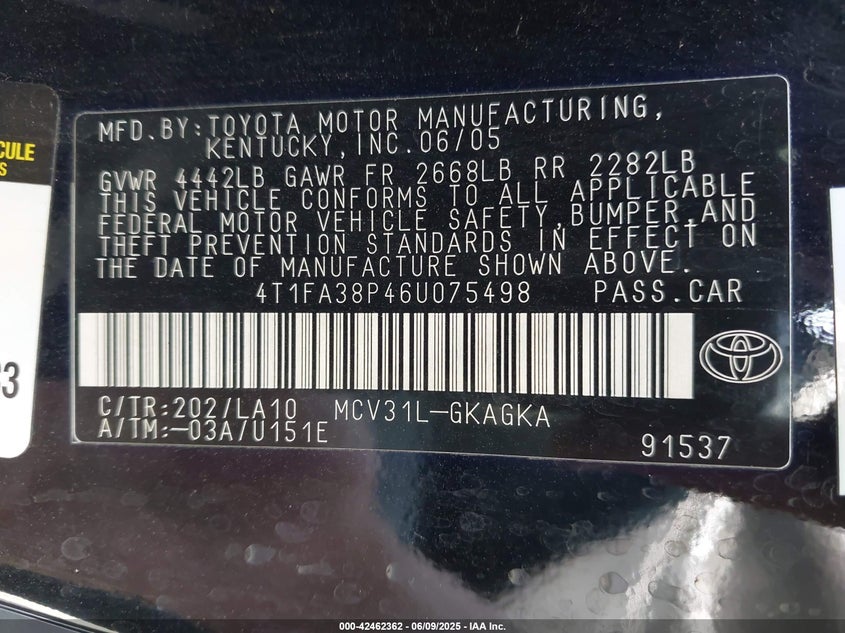 CULE
S
33
MFD.BY:TOYOTA MOTOR MANUFACTURING,
KENTUCKY,INC.06/05
GVWR 4442LB GAWR FR 2668LB RR 2282LB
THIS VEHICLE CONFORMS TO ALL APPLICABLE
FEDERAL MOTOR VEHICLE SAFETY,BUMPER,AND
THEFT PREVENTION STANDARDS IN EFFECT ON
THE DATE OF MANUFACTURE SHOWN ABOVE.
4T1FA38P46U075498 PASS.CAR
C/TR:202/LA10 MCV31L-GKAGKA
A/TM:-03A/U151E
91537
000-42462362 - 06/09/2025 - IAA Inc.